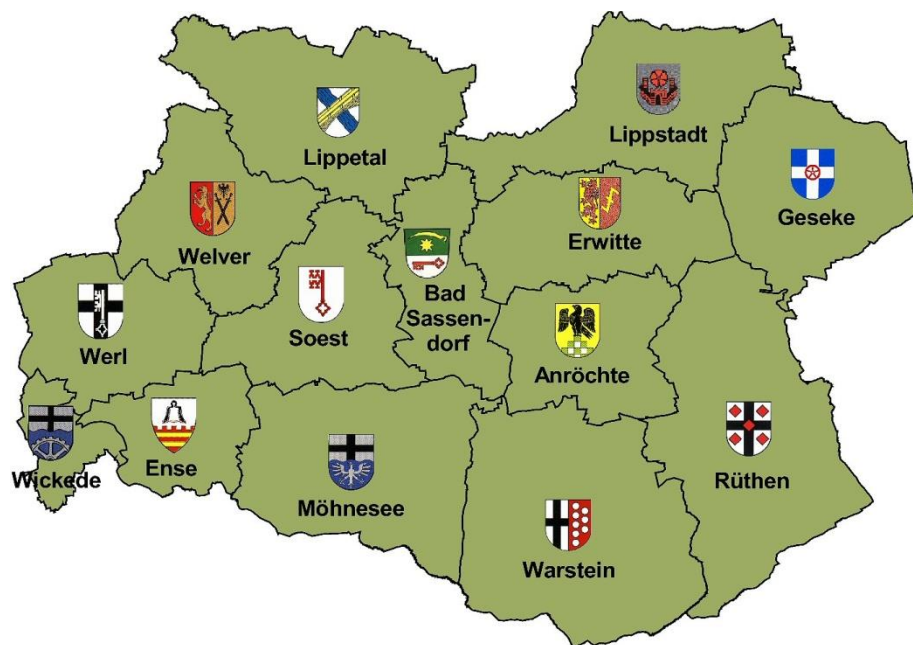 Lippstadt
Lippetal
Geseke
Erwitte
Welver
Bad
Sassen-
dorf
Soest
Werl
Anröchte
Ense
Wickede
Rüthen
Möhnesee
Warstein